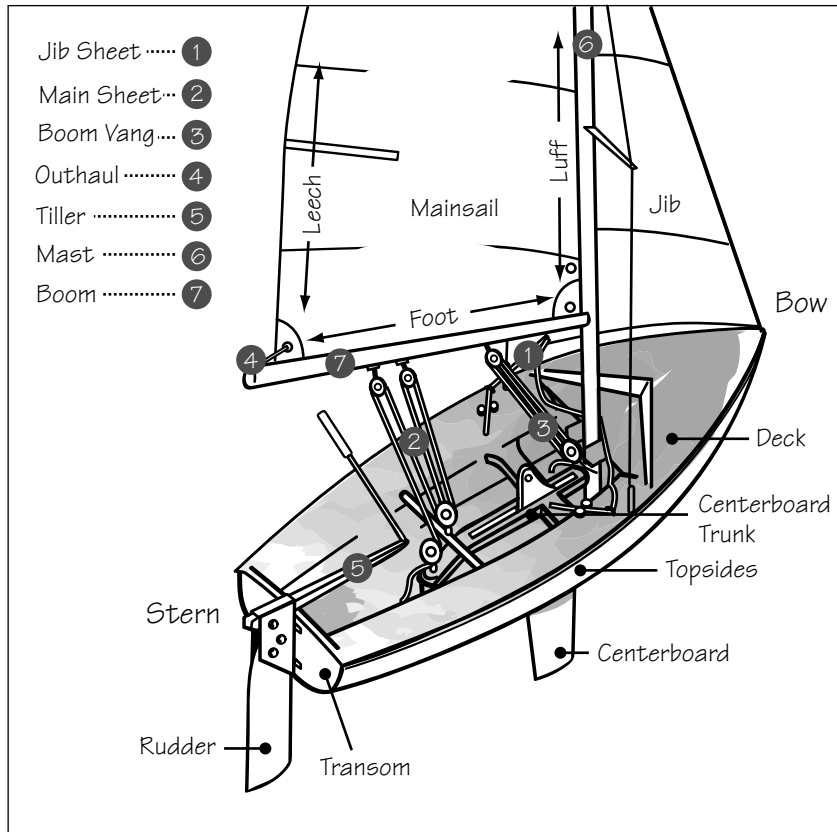 Jib Sheet 1
Main Sheet 2
Boom Vang 3
Outhaul 4
Tiller 5
Mast 6
Boom 7
6
Leech
Luff
Mainsail
Jib
Bow
Foot
4
7
1
2
3
Deck
Centerboard
Trunk
5
Topsides
Stern
Centerboard
Rudder
Transom